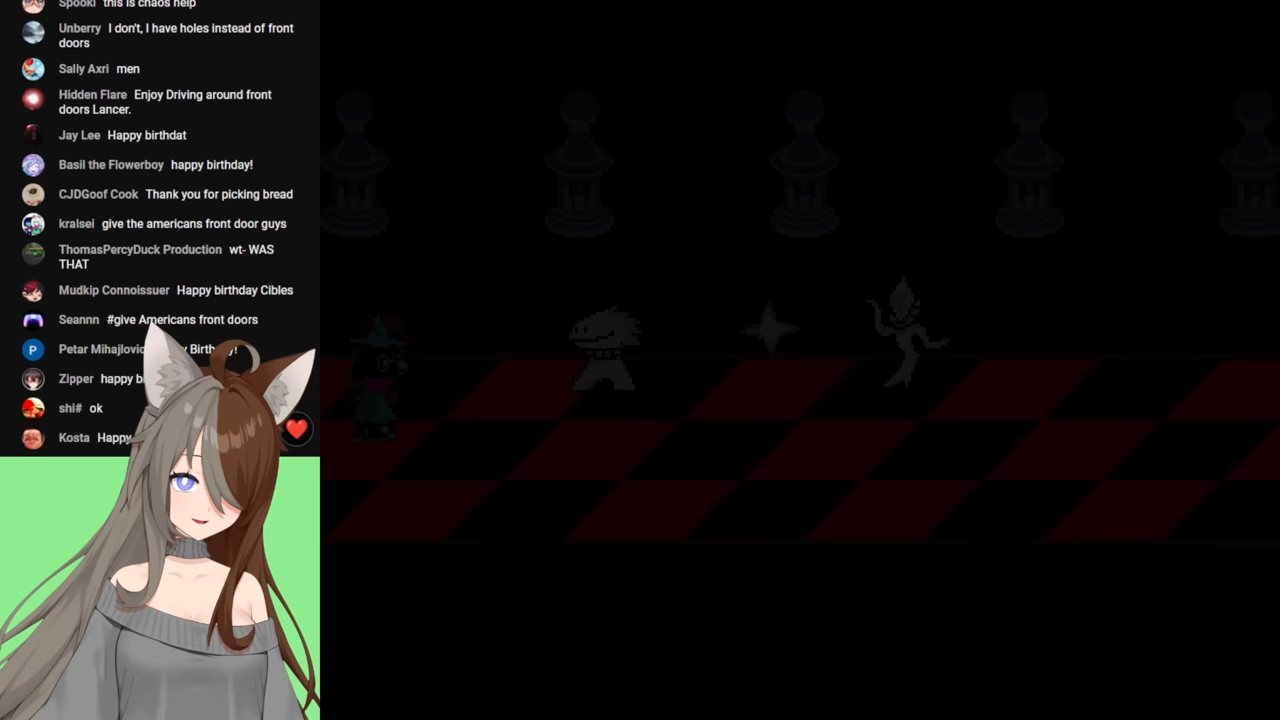 Spooki this is chaos help
Unberry I don't, I have holes instead of front
doors
Sally Axri men
Hidden Flare Enjoy Driving around front
doors Lancer.
Jay Lee Happy birthdat
Basil the Flowerboy happy birthday!
CJDGoof Cook Thank you for picking bread
kralsei give the americans front door guys
ThomasPercyDuck Production wt- WAS
THAT
Mudkip Connoissuer Happy birthday Cibles
Seannn #give Americans front doors
P Petar Mihajlovic
Zipper happy
shi# ok
Kosta Happy